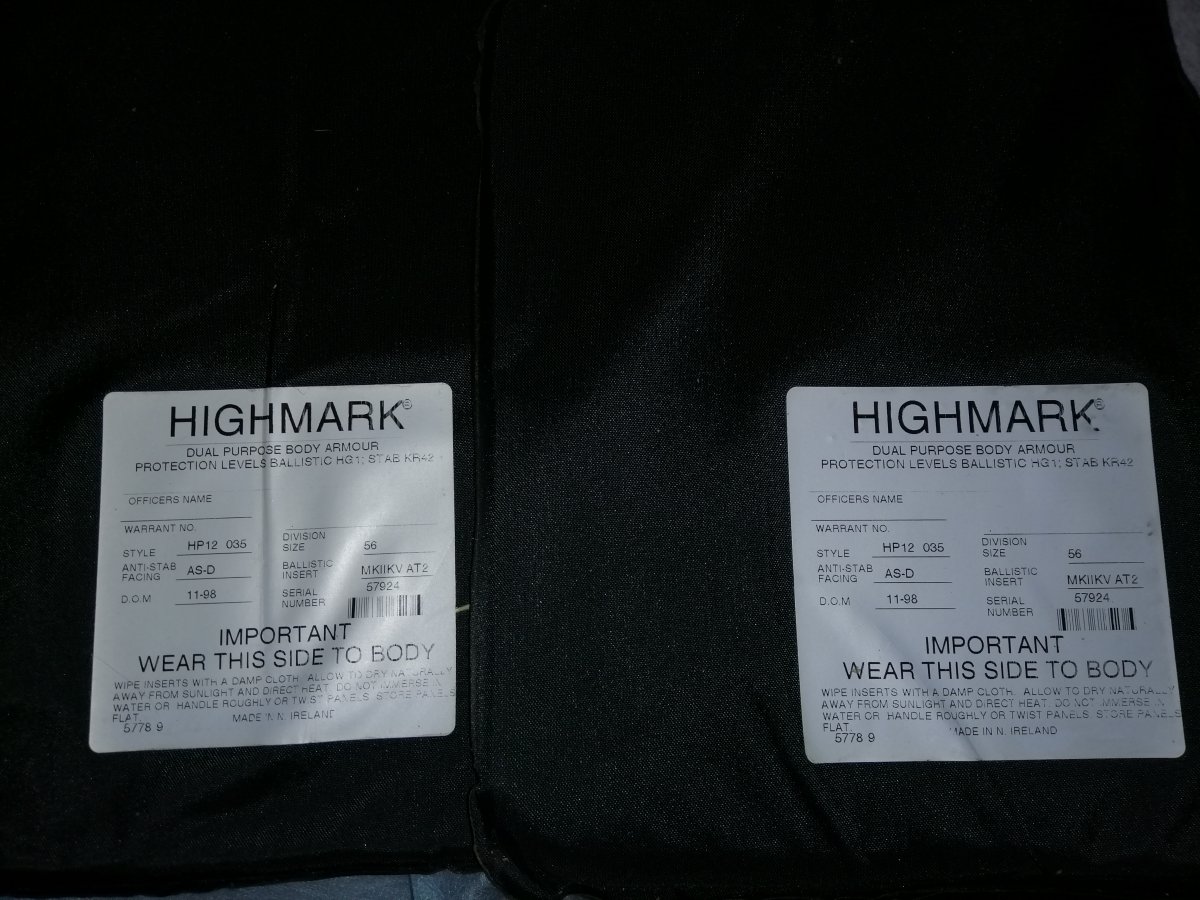 HIGHMARK®
DUAL PURPOSE BODY ARMOUR
PROTECTION LEVELS BALLISTIC HG1; STAB KR42
OFFICERS NAME
WARRANT NO.
DIVISION
STYLE HP12 035 SIZE 56
ANTI-STAB FACING AS-D BALLISTIC INSERT MKIIKV AT2
D.O.M 11-98 SERIAL NUMBER 57924
IMPORTANT
WEAR THIS SIDE TO BODY
WIPE INSERTS WITH A DAMP CLOTH. ALLOW TO DRY NATURALLY
AWAY FROM SUNLIGHT AND DIRECT HEAT. DO NOT IMMERSE IN
WATER OR HANDLE ROUGHLY OR TWIST PANELS. STORE PANELS
FLAT.
MADE IN N. IRELAND
5778 9
HIGHMARK®
DUAL PURPOSE BODY ARMOUR
PROTECTION LEVELS BALLISTIC HG1; STAB KR42
OFFICERS NAME
WARRANT NO.
DIVISION
STYLE HP12 035 SIZE 56
ANTI-STAB FACING AS-D BALLISTIC INSERT MKIIKV AT2
D.O.M 11-98 SERIAL NUMBER 57924
IMPORTANT
WEAR THIS SIDE TO BODY
WIPE INSERTS WITH A DAMP CLOTH. ALLOW TO DRY NATURALLY
AWAY FROM SUNLIGHT AND DIRECT HEAT. DO NOT IMMERSE IN
WATER OR HANDLE ROUGHLY OR TWIST PANELS. STORE PANELS
FLAT.
MADE IN N. IRELAND
5778 9